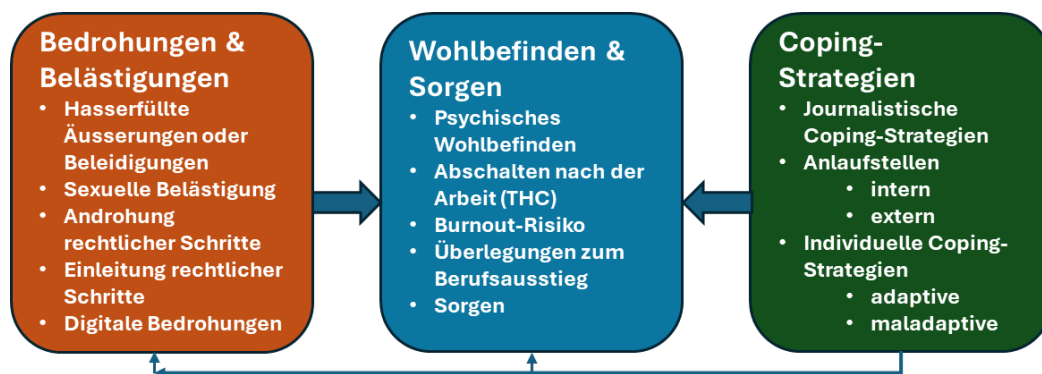 Bedrohungen &
Belästigungen
• Hasserfüllte
Äusserungen oder
Beleidigungen
• Sexuelle Belästigung
• Androhung
rechtlicher Schritte
• Einleitung rechtlicher
Schritte
• Digitale Bedrohungen
Wohlbefinden &
Sorgen
• Psychisches
Wohlbefinden
• Abschalten nach der
Arbeit (THC)
• Burnout-Risiko
• Überlegungen zum
Berufsausstieg
• Sorgen
Coping-
Strategien
• Journalistische
Coping-Strategien
• Anlaufstellen
• intern
• extern
• Individuelle Coping-
Strategien
• adaptive
• maladaptive